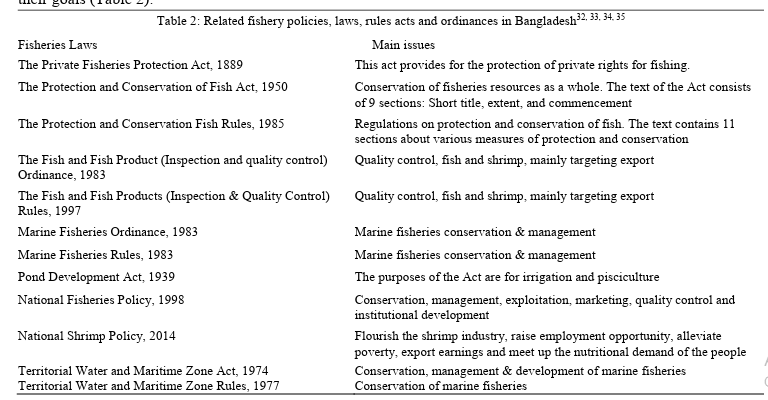 their goals (Table 2).
Table 2: Related fishery policies, laws, rules acts and ordinances in Bangladesh32, 33, 34, 35
Fisheries Laws Main issues
The Private Fisheries Protection Act, 1889 This act provides for the protection of private rights for fishing.
The Protection and Conservation of Fish Act, 1950 Conservation of fisheries resources as a whole. The text of the Act consists
of 9 sections: Short title, extent, and commencement
The Protection and Conservation Fish Rules, 1985 Regulations on protection and conservation of fish. The text contains 11
sections about various measures of protection and conservation
The Fish and Fish Product (Inspection and quality control) Quality control, fish and shrimp, mainly targeting export
Ordinance, 1983
The Fish and Fish Products (Inspection & Quality Control) Quality control, fish and shrimp, mainly targeting export
Rules, 1997
Marine Fisheries Ordinance, 1983 Marine fisheries conservation & management
Marine Fisheries Rules, 1983 Marine fisheries conservation & management
Pond Development Act, 1939 The purposes of the Act are for irrigation and pisciculture
National Fisheries Policy, 1998 Conservation, management, exploitation, marketing, quality control and
institutional development
National Shrimp Policy, 2014 Flourish the shrimp industry, raise employment opportunity, alleviate
poverty, export earnings and meet up the nutritional demand of the people
Territorial Water and Maritime Zone Act, 1974 Conservation, management & development of marine fisheries
Territorial Water and Maritime Zone Rules, 1977 Conservation of marine fisheries